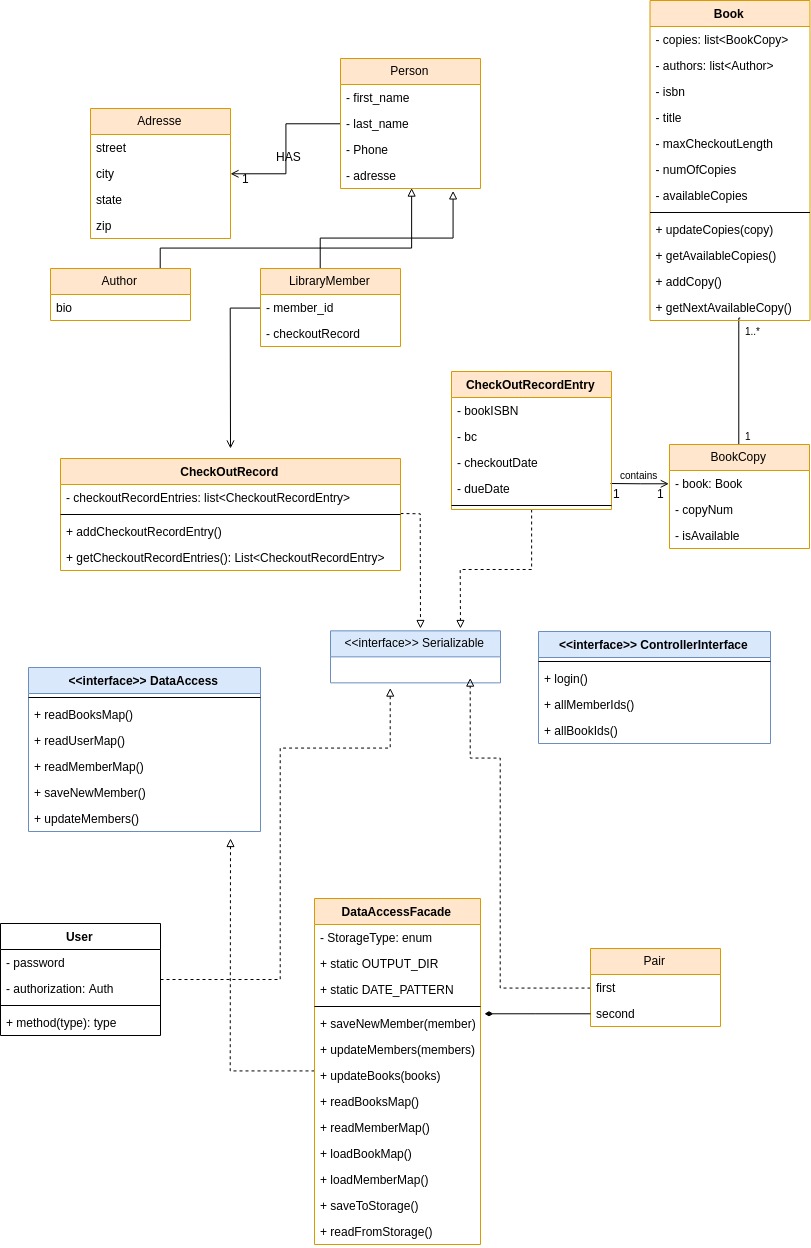 Book
- copies: list<BookCopy>
- authors: list<Author>
- isbn
- title
- maxCheckoutLength
- numOfCopies
- availableCopies
+ updateCopies(copy)
+ getAvailableCopies()
+ addCopy()
+ getNextAvailableCopy()
Person
- first_name
- last_name
- Phone
- adresse
Adresse
street
city
state
zip
HAS
1
Author
bio
LibraryMember
- member_id
- checkoutRecord
1..*
1
CheckOutRecordEntry
- bookISBN
- bc
- checkoutDate
- dueDate
contains
1
1
BookCopy
- book: Book
- copyNum
- isAvailable
CheckOutRecord
- checkoutRecordEntries: list<CheckoutRecordEntry>
+ addCheckoutRecordEntry()
+ getCheckoutRecordEntries(): List<CheckoutRecordEntry>
<<interface>> Serializable
<<interface>> ControllerInterface
+ login()
+ allMemberIds()
+ allBookIds()
<<interface>> DataAccess
+ readBooksMap()
+ readUserMap()
+ readMemberMap()
+ saveNewMember()
+ updateMembers()
User
- password
- authorization: Auth
+ method(type): type
DataAccessFacade
- StorageType: enum
+ static OUTPUT_DIR
+ static DATE_PATTERN
+ saveNewMember(member)
+ updateMembers(members)
+ updateBooks(books)
+ readBooksMap()
+ readMemberMap()
+ loadBookMap()
+ loadMemberMap()
+ saveToStorage()
+ readFromStorage()
Pair
first
second